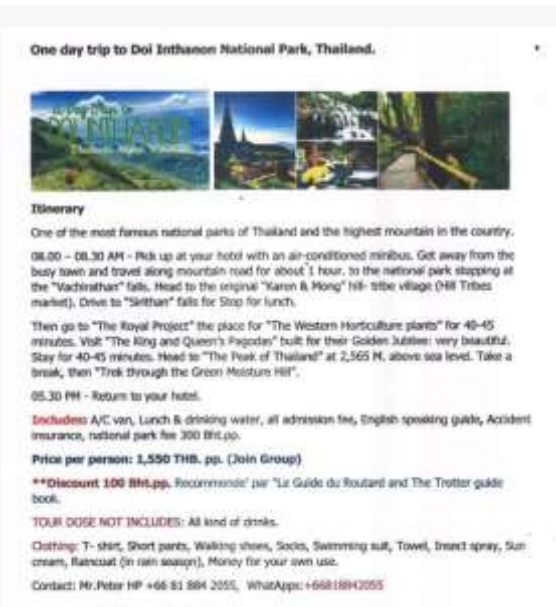 One day trip to Doi Inthanon National Park, Thailand.
A Day Trip To
DOI INTHANON
Itinerary
One of the most famous national parks of Thailand and the highest mountain in the country.
08.00 – 08.30 AM - Pick up at your hotel with an air-conditioned minibus. Get away from the
busy town and travel along mountain road for about 1 hour, to the national park stopping at
the "Vachirathan" falls. Head to the original "Karen & Mong" hill- tribe village (Hill Tribes
market). Drive to "Sirithan" falls for Stop for lunch.
Then go to "The Royal Project" the place for "The Western Horticulture plants" for 40-45
minutes. Visit "The King and Queen's Pagodas" built for their Golden Jubilee: very beautiful.
Stay for 40-45 minutes. Head to "The Peak of Thailand" at 2,565 M. above sea level. Take a
break, then "Trek through the Green Moisture Hill".
05.30 PM - Return to your hotel.
Includes: A/C van, Lunch & drinking water, all admission fee, English speaking guide, Accident
insurance, national park fee 300 Bht.pp.
Price per person: 1,550 THB. pp. (Join Group)
**Discount 100 Bht.pp. Recommende' par "Le Guide du Routard and The Trotter guide
book.
TOUR DOSE NOT INCLUDES: All kind of drinks.
Clothing: T- shirt, Short pants, Walking shoes, Socks, Swimming suit, Towel, Insect spray, Sun
cream, Raincoat (in rain season), Money for your own use.
Contact: Mr.Peter HP +66 81 884 2055, WhatApps:+66818842055